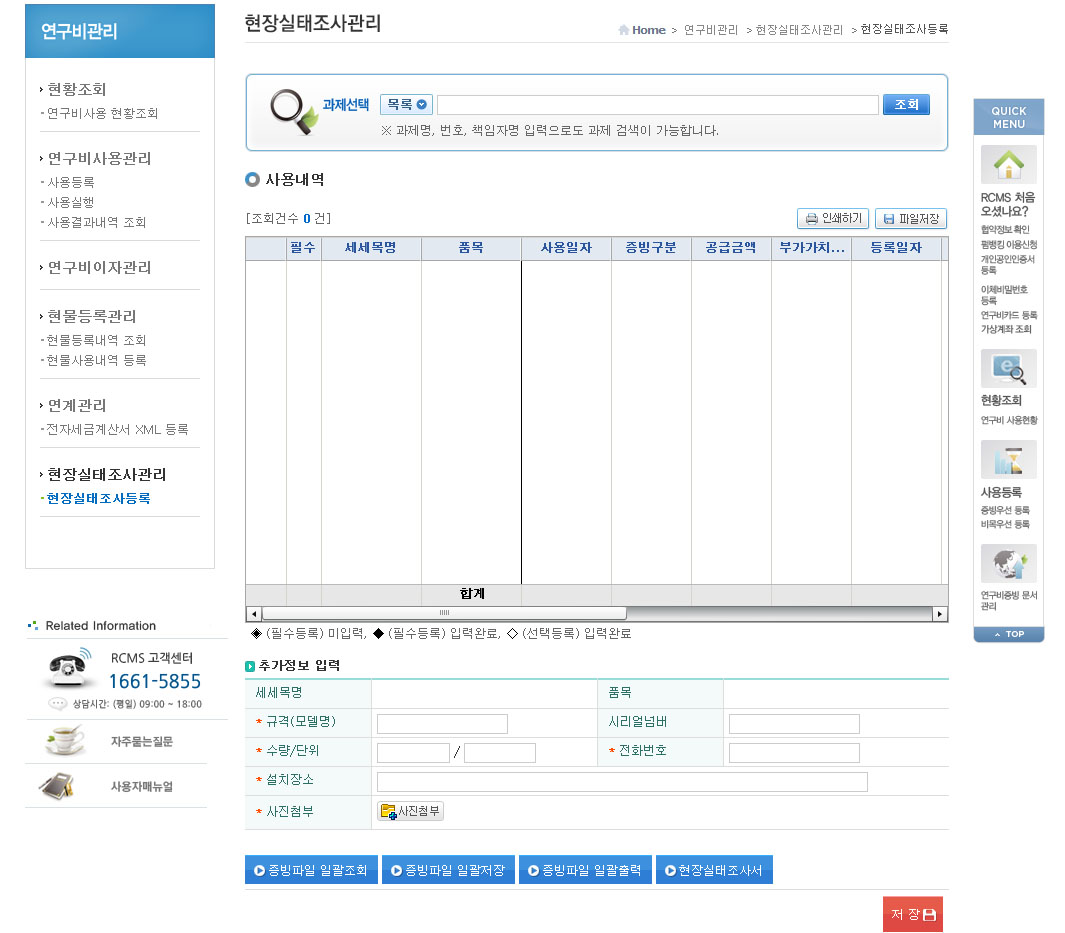 연구비관리
현황조회
-연구비사용 현황조회
연구비사용관리
-사용등록
-사용실행
-사용결과내역 조회
연구비이자관리
현물등록관리
-현물등록내역 조회
-현물사용내역 등록
연계관리
-전자세금계산서 XML 등록
현장실태조사관리
-현장실태조사등록
Related Information
RCMS 고객센터
1661-5855
상담시간: (평일) 09:00 ~ 18:00
자주묻는질문
사용자매뉴얼
현장실태조사관리
Home > 연구비관리 > 현장실태조사관리 > 현장실태조사등록
과제선택 목록 조회
※ 과제명, 번호, 책임자명 입력으로도 과제 검색이 가능합니다.
사용내역
[조회건수 0 건] 인쇄하기 파일저장
필수 세세목명 품목 사용일자 증빙구분 공급금액 부가가치... 등록일자
합계
◈ (필수등록) 미입력, ◆ (필수등록) 입력완료, ◇ (선택등록) 입력완료
추가정보 입력
세세목명 품목
* 규격(모델명) 시리얼넘버
* 수량/단위 / * 전화번호
* 설치장소
* 사진첨부 사진첨부
증빙파일 일괄조회 증빙파일 일괄저장 증빙파일 일괄출력 현장실태조사서
저 장
QUICK
MENU
RCMS 처음
오셨나요?
협약정보 확인
펌뱅킹 이용신청
개인공인인증서
등록
이체비밀번호
등록
연구비카드 등록
가상계좌 조회
현황조회
연구비 사용현황
사용등록
증빙우선 등록
비목우선 등록
연구비증빙 문서
관리
TOP